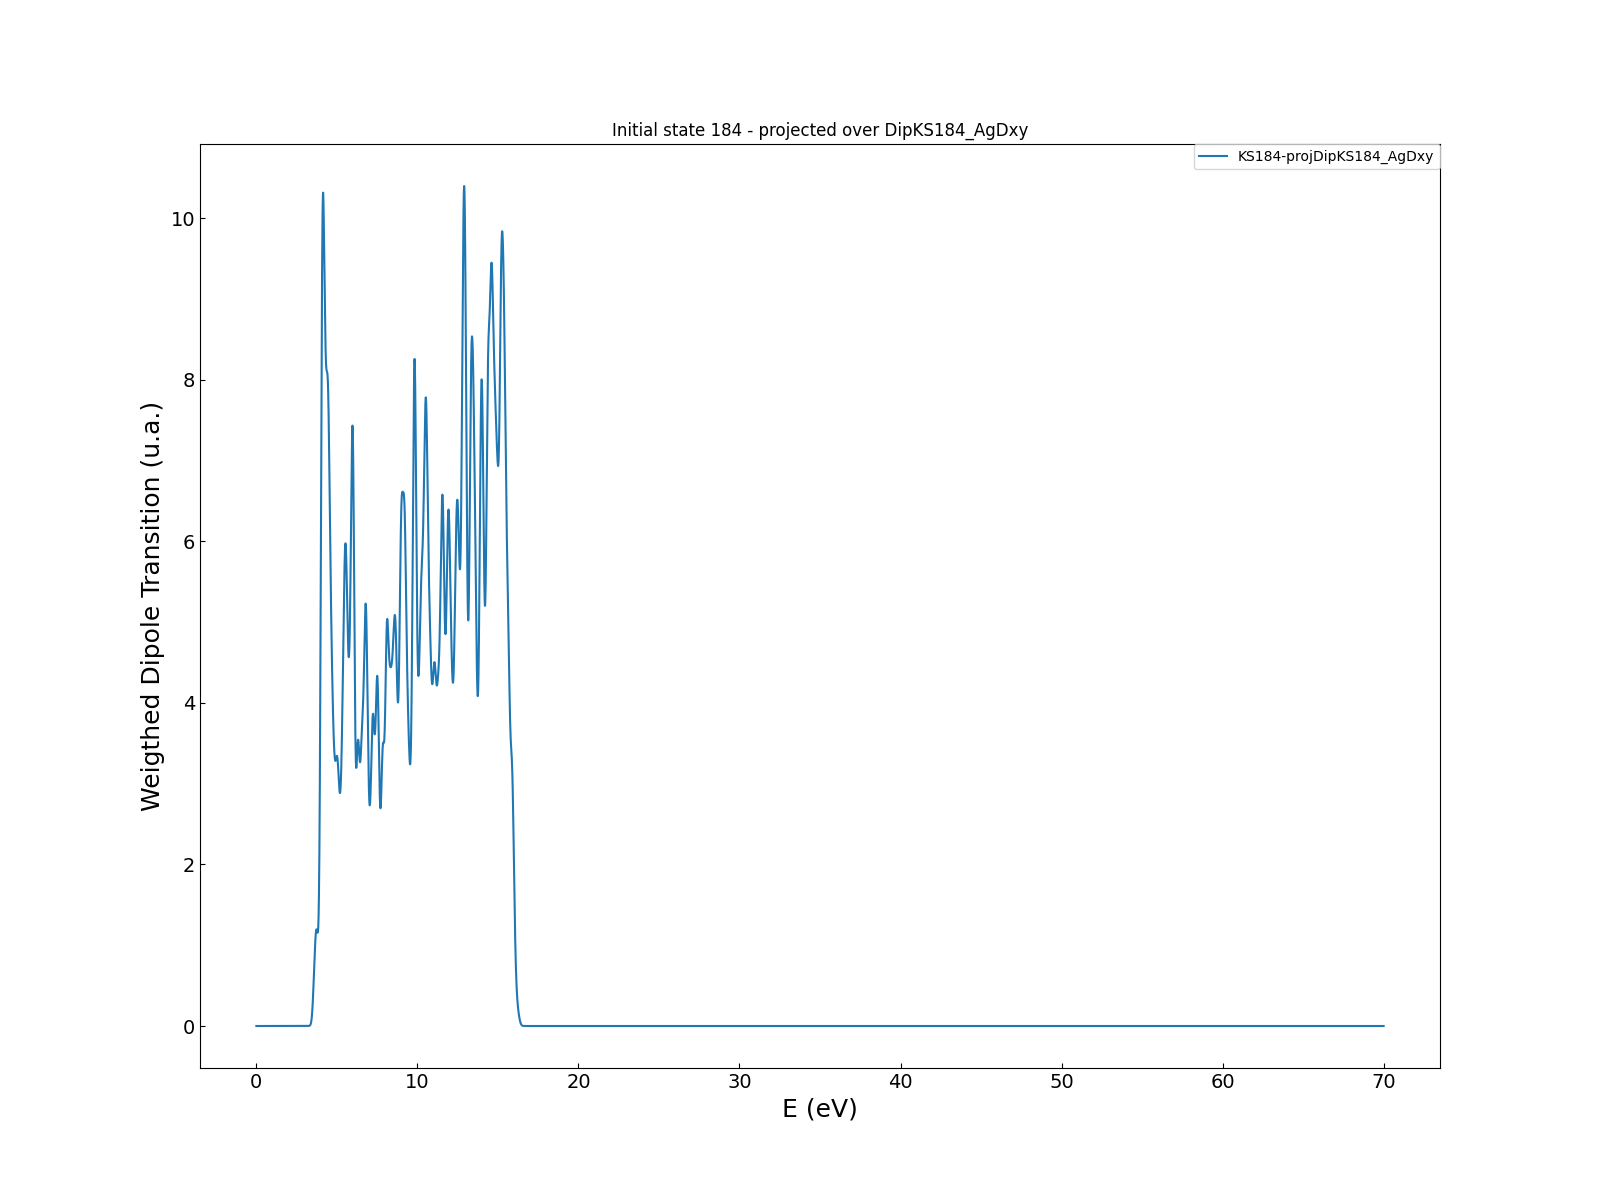 Initial state 184 - projected over DipKS184_AgDxy
KS184-projDipKS184_AgDxy
10
8
6
4
2
0
Weigthed Dipole Transition (u.a.)
0 10 20 30 40 50 60 70
E (eV)